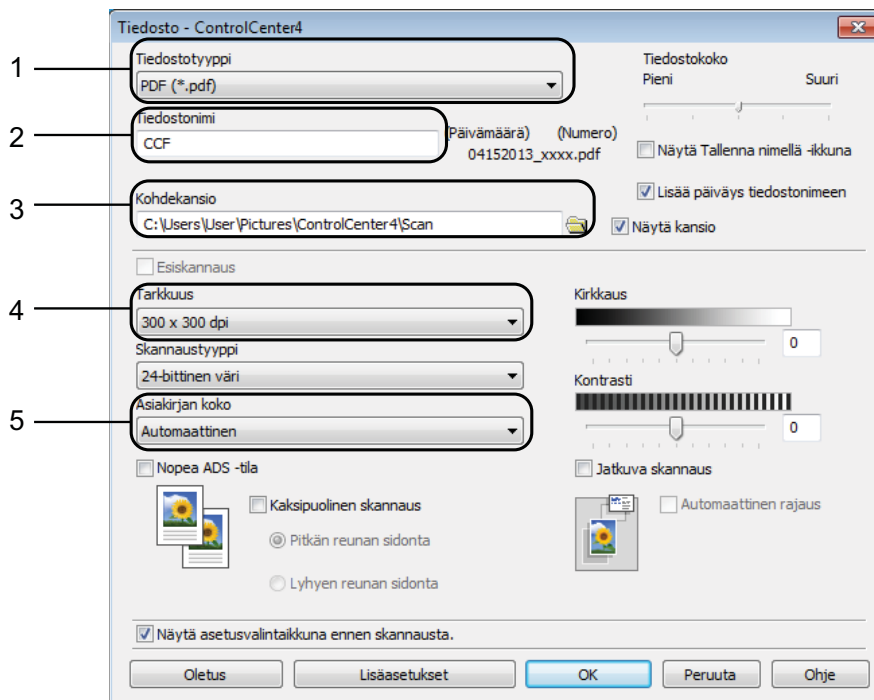 Tiedosto - ControlCenter4
1
Tiedostotyyppi
PDF (*.pdf)
Tiedostokoko
Pieni Suuri
2
Tiedostonimi
CCF
(Päivämäärä) (Numero)
04152013_xxxx.pdf
Näytä Tallenna nimellä -ikkuna
Lisää päiväys tiedostonimeen
3
Kohdekansio
C:\Users\User\Pictures\ControlCenter4\Scan
Näytä kansio
Esiskannaus
4
Tarkkuus
300 x 300 dpi
Kirkkaus
0
Skannaustyyppi
24-bittinen väri
Kontrasti
0
5
Asiakirjan koko
Automaattinen
Nopea ADS -tila
Jatkuva skannaus
Kaksipuolinen skannaus
Automaattinen rajaus
Pitkän reunan sidonta
Lyhyen reunan sidonta
Näytä asetusvalintaikkuna ennen skannausta.
Oletus Lisäasetukset OK Peruuta Ohje